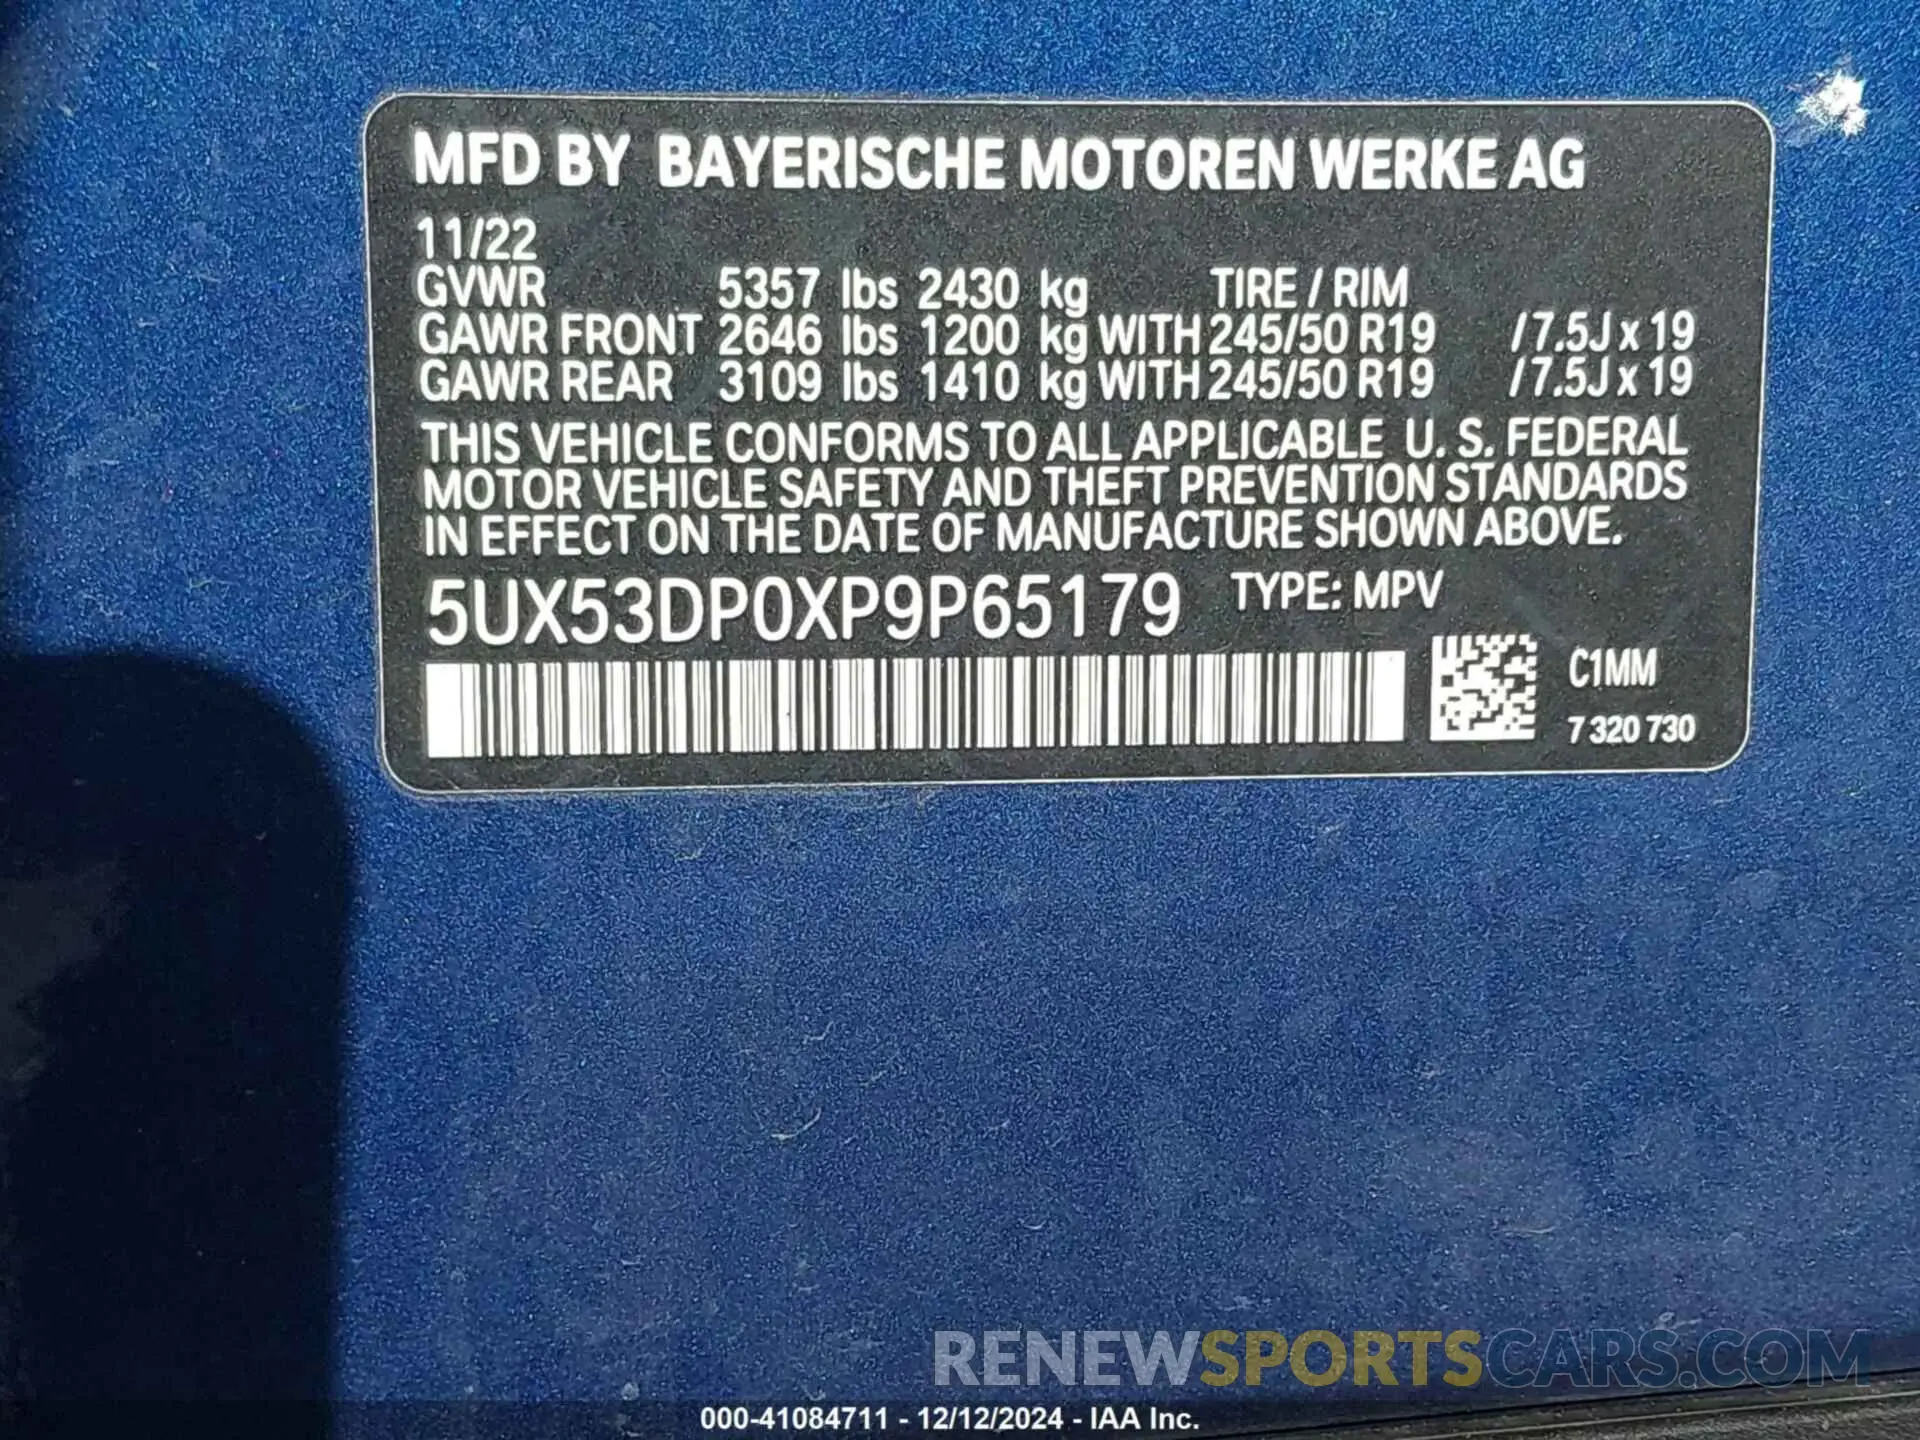 MFD BY BAYERISCHE MOTOREN WERKE AG
11/22
GVWR 5357 lbs 2430 kg TIRE / RIM
GAWR FRONT 2646 lbs 1200 kg WITH 245/50 R19 /7.5J x 19
GAWR REAR 3109 lbs 1410 kg WITH 245/50 R19 /7.5J x 19
THIS VEHICLE CONFORMS TO ALL APPLICABLE U. S. FEDERAL
MOTOR VEHICLE SAFETY AND THEFT PREVENTION STANDARDS
IN EFFECT ON THE DATE OF MANUFACTURE SHOWN ABOVE.
5UX53DP0XP9P65179 TYPE: MPV
C1MM
7 320 730
RENEWSPORTSCARS.COM
000-41084711 - 12/12/2024 - IAA Inc.